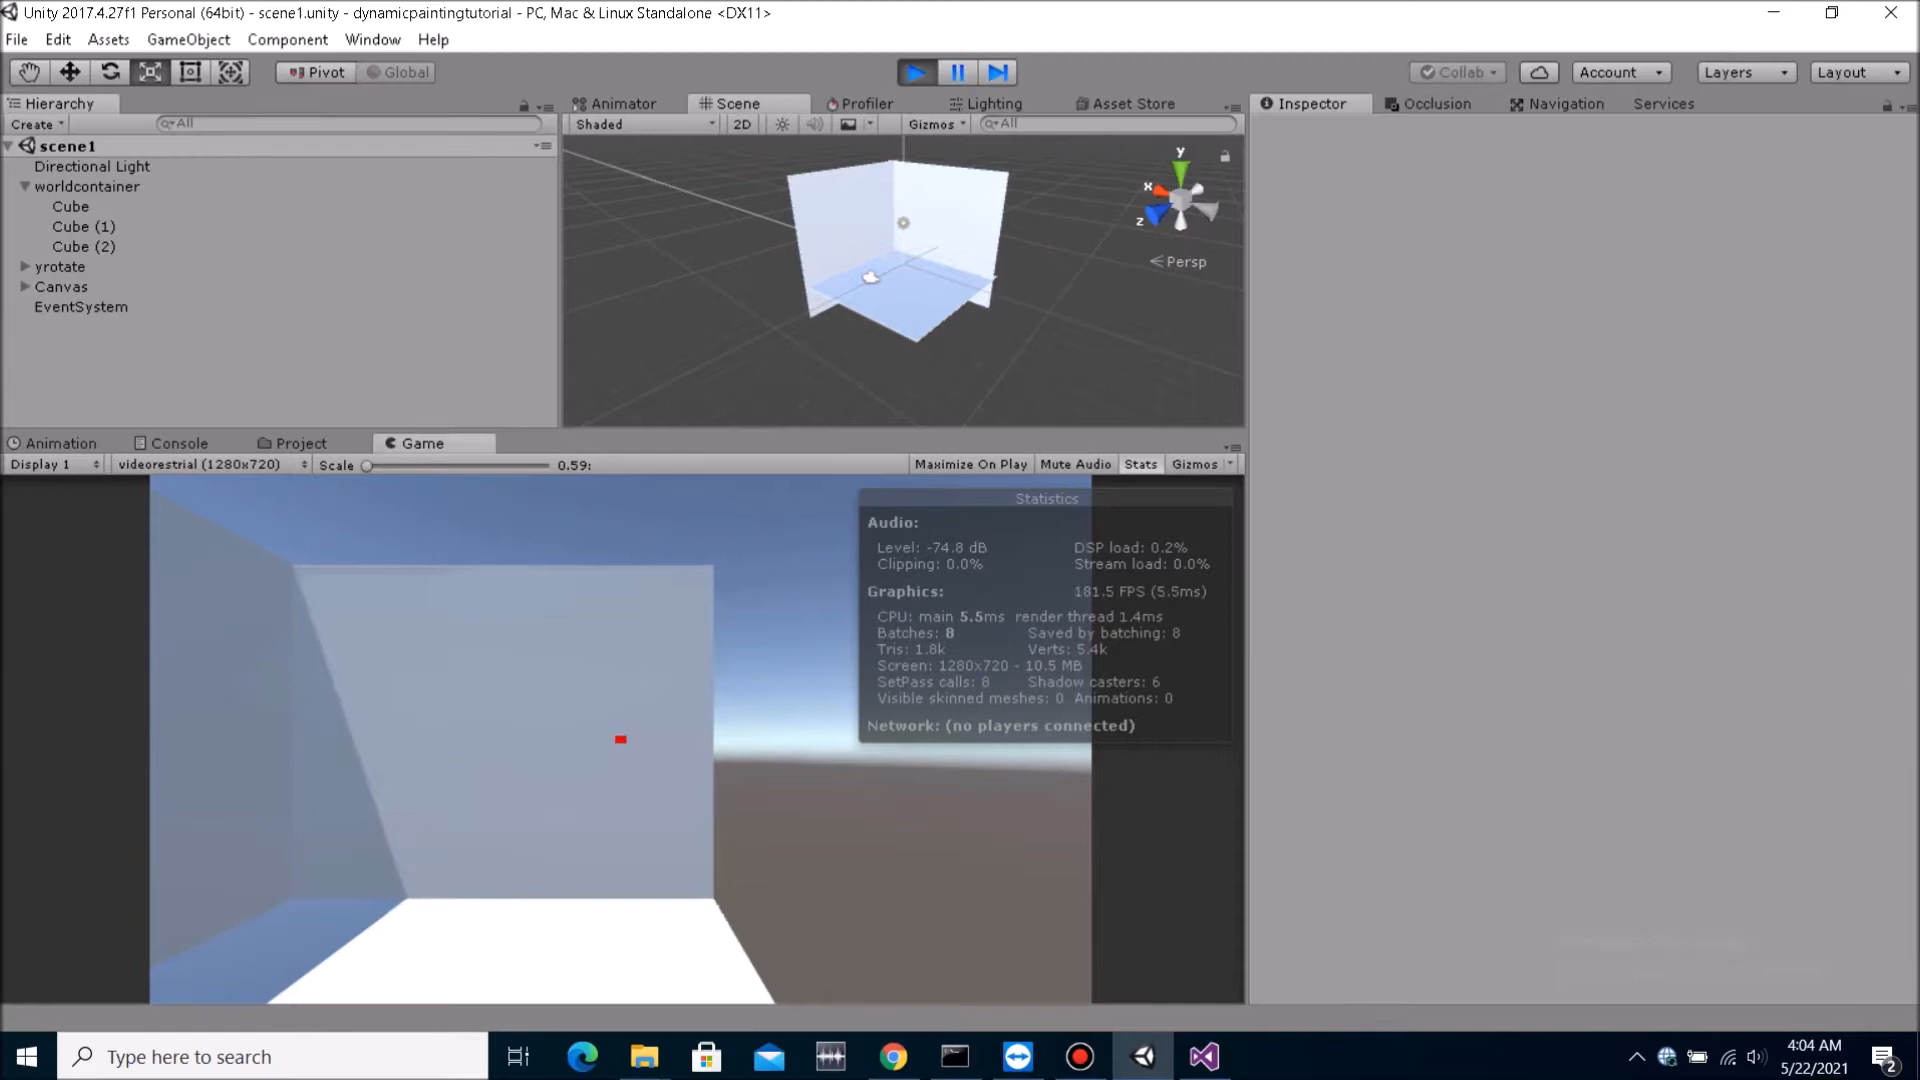 Unity 2017.4.27f1 Personal (64bit) - scene1.unity - dynamicpaintingtutorial - PC, Mac & Linux Standalone <DX11>
File Edit Assets GameObject Component Window Help
Pivot Global Collab Account Layers Layout
Hierarchy Animator Scene Profiler Lighting Asset Store Inspector Occlusion Navigation Services
Create All Shaded 2D Gizmos All
scene1
Directional Light
worldcontainer
Cube
Cube (1)
Cube (2)
yrotate
Canvas
EventSystem
y
x
z
Persp
Animation Console Project Game
Display 1 videorestrial (1280x720) Scale 0.59: Maximize On Play Mute Audio Stats Gizmos
Statistics
Audio:
Level: -74.8 dB DSP load: 0.2%
Clipping: 0.0% Stream load: 0.0%
Graphics: 181.5 FPS (5.5ms)
CPU: main 5.5ms render thread 1.4ms
Batches: 8 Saved by batching: 8
Tris: 1.8k Verts: 5.4k
Screen: 1280x720 - 10.5 MB
SetPass calls: 8 Shadow casters: 6
Visible skinned meshes: 0 Animations: 0
Network: (no players connected)
Type here to search
4:04 AM
5/22/2021
2